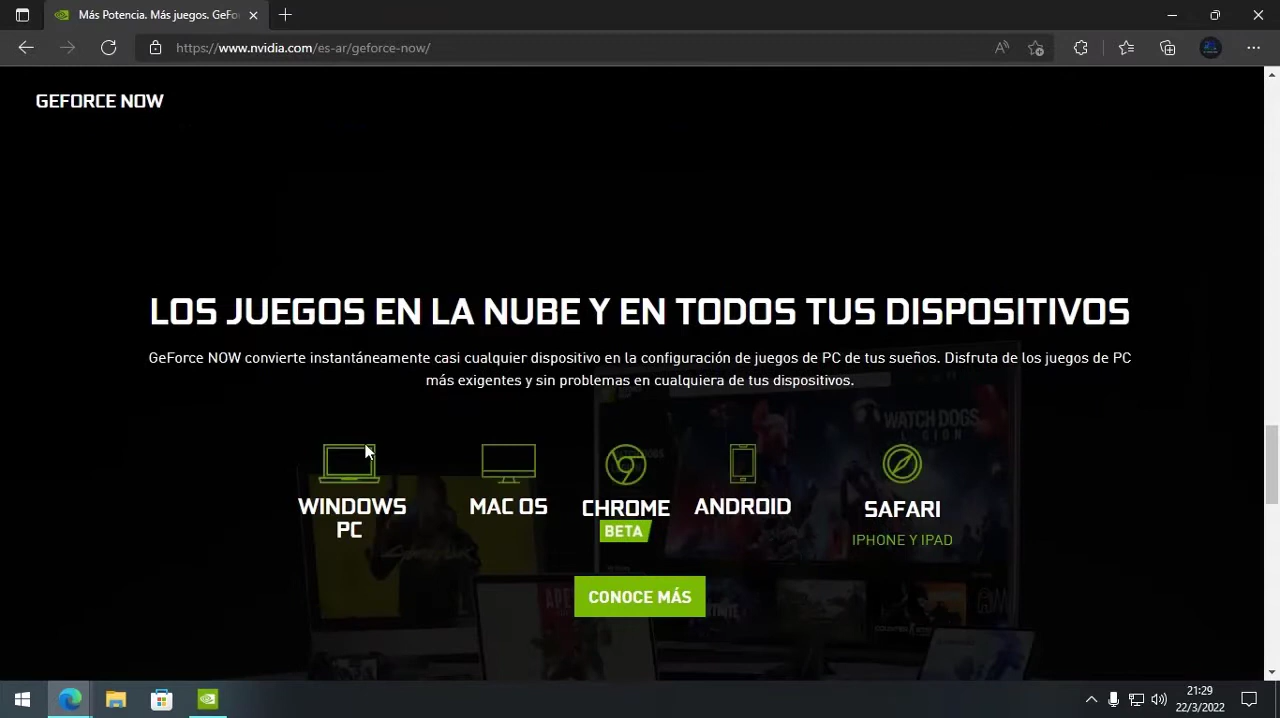 Más Potencia. Más juegos. GeFo
https://www.nvidia.com/es-ar/geforce-now/
GEFORCE NOW
LOS JUEGOS EN LA NUBE Y EN TODOS TUS DISPOSITIVOS
GeForce NOW convierte instantáneamente casi cualquier dispositivo en la configuración de juegos de PC de tus sueños. Disfruta de los juegos de PC
más exigentes y sin problemas en cualquiera de tus dispositivos.
WATCH DOGS
LEGION
WINDOWS
PC
MAC OS
CHROME
BETA
ANDROID
SAFARI
IPHONE Y IPAD
CONOCE MÁS
21:29
22/3/2022